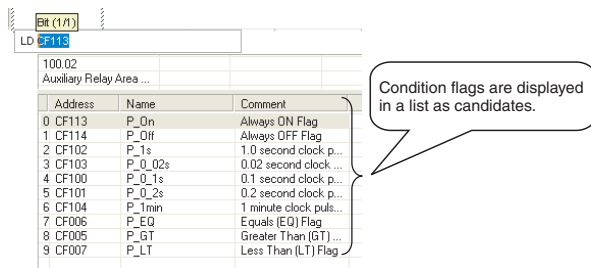 Bit (1/1)
LD CF113
100.02
Auxiliary Relay Area ...
Address Name Comment
0 CF113 P_On Always ON Flag
1 CF114 P_Off Always OFF Flag
2 CF102 P_1s 1.0 second clock p...
3 CF103 P_0_02s 0.02 second clock ...
4 CF100 P_0_1s 0.1 second clock p...
5 CF101 P_0_2s 0.2 second clock p...
6 CF104 P_1min 1 minute clock puls...
7 CF006 P_EQ Equals (EQ) Flag
8 CF005 P_GT Greater Than (GT) ...
9 CF007 P_LT Less Than (LT) Flag
Condition flags are displayed
in a list as candidates.